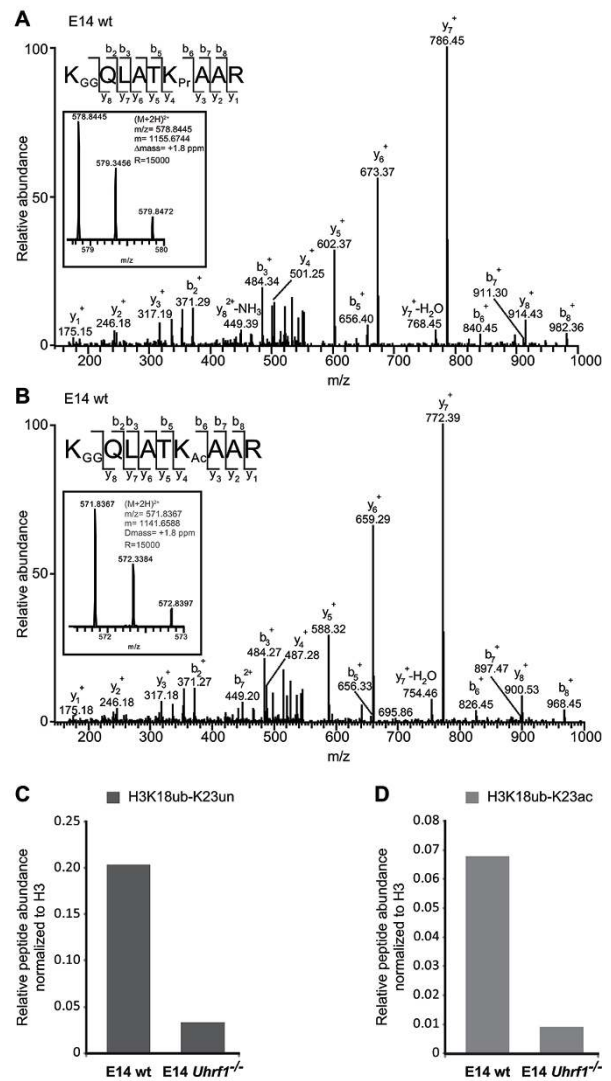 A
E14 wt
b2 b3 b5 b6 b7 b8
KGGQLATKPrAAR
y8 y7 y6 y5 y4 y3 y2 y1
Relative abundance
100
50
0
578.8445
579.3456
579.8472
(M+2H)2+
m/z= 578.8445
m= 1155.6744
Δmass= +1.8 ppm
R=15000
579 580
m/z
y1+
175.15
y2+
246.18
y3+
317.19
b2+
371.29
y82+-NH3
449.39
b3+
484.34
y4+
501.25
y5+
602.37
b5+
656.40
y6+
673.37
y7+-H2O
768.45
y7+
786.45
b6+
840.45
b7+
911.30
y8+
914.43
b8+
982.36
200 300 400 500 600 700 800 900 1000
m/z
B
E14 wt
b2 b3 b5 b6 b7 b8
KGGQLATKAcAAR
y8 y7 y6 y5 y4 y3 y2 y1
Relative abundance
100
50
0
571.8367
572.3384
572.8397
(M+2H)2+
m/z= 571.8367
m= 1141.6588
Dmass= +1.8 ppm
R=15000
572 573
m/z
y1+
175.18
y2+
246.18
y3+
317.18
b2+
371.27
b72+
449.20
b3+
484.27
y4+
487.28
y5+
588.32
b5+
656.33
y6+
659.29
695.86
y7+-H2O
754.46
y7+
772.39
b6+
826.45
b7+
897.47
y8+
900.53
b8+
968.45
200 300 400 500 600 700 800 900 1000
m/z
C
H3K18ub-K23un
Relative peptide abundance
normalized to H3
0.25
0.20
0.15
0.10
0.05
0
E14 wt E14 Uhrf1-/-
D
H3K18ub-K23ac
Relative peptide abundance
normalized to H3
0.08
0.07
0.06
0.05
0.04
0.03
0.02
0.01
0
E14 wt E14 Uhrf1-/-